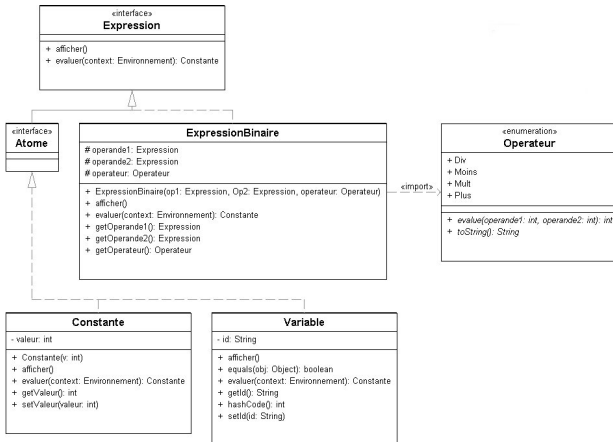 «interface»
Expression
+ afficher()
+ evaluer(context: Environnement): Constante
«interface»
Atome
ExpressionBinaire
# operande1: Expression
# operande2: Expression
# operateur: Operateur
+ ExpressionBinaire(op1: Expression, Op2: Expression, operateur: Operateur)
+ afficher()
+ evaluer(context: Environnement): Constante
+ getOperande1(): Expression
+ getOperande2(): Expression
+ getOperateur(): Operateur
«import»
«enumeration»
Operateur
+ Div
+ Moins
+ Mult
+ Plus
+ evalue(operande1: int, operande2: int): int
+ toString(): String
Constante
- valeur: int
+ Constante(v: int)
+ afficher()
+ evaluer(context: Environnement): Constante
+ getValeur(): int
+ setValeur(valeur: int)
Variable
- id: String
+ afficher()
+ equals(obj: Object): boolean
+ evaluer(context: Environnement): Constante
+ getId(): String
+ hashCode(): int
+ setId(id: String)